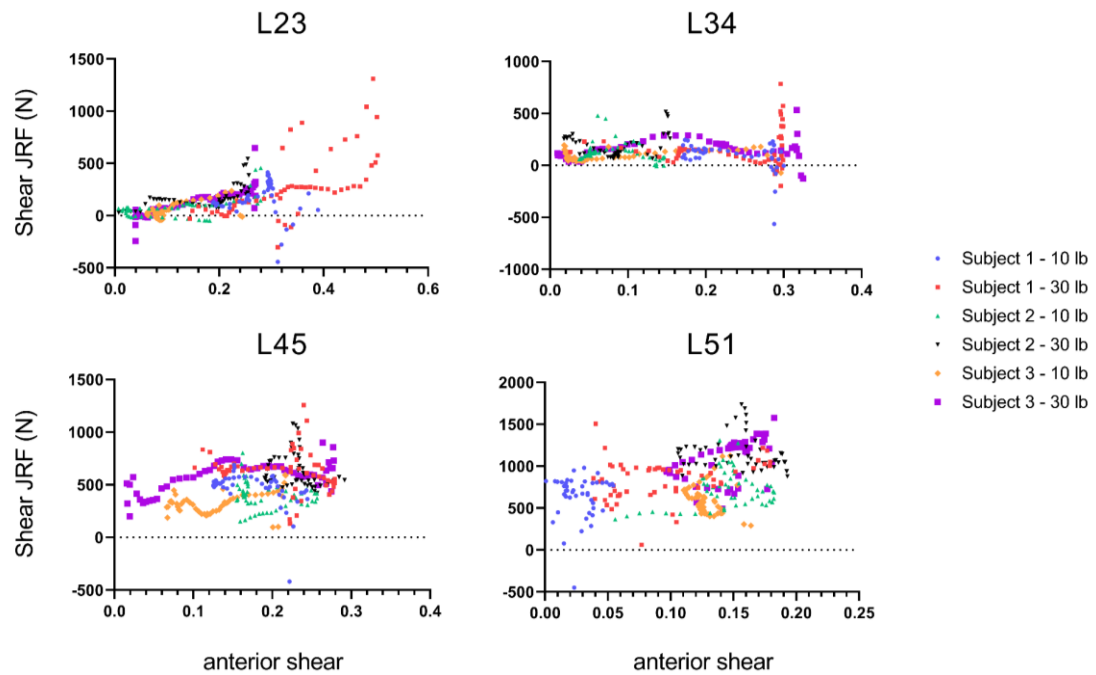 L23
L34
Shear JRF (N)
1500
1000
500
0
-500
0.0 0.2 0.4 0.6
1000
500
0
-500
-1000
0.0 0.1 0.2 0.3 0.4
Subject 1 - 10 lb
Subject 1 - 30 lb
Subject 2 - 10 lb
Subject 2 - 30 lb
Subject 3 - 10 lb
Subject 3 - 30 lb
L45
L51
Shear JRF (N)
1500
1000
500
0
-500
0.0 0.1 0.2 0.3 0.4
2000
1500
1000
500
0
-500
0.00 0.05 0.10 0.15 0.20 0.25
anterior shear
anterior shear